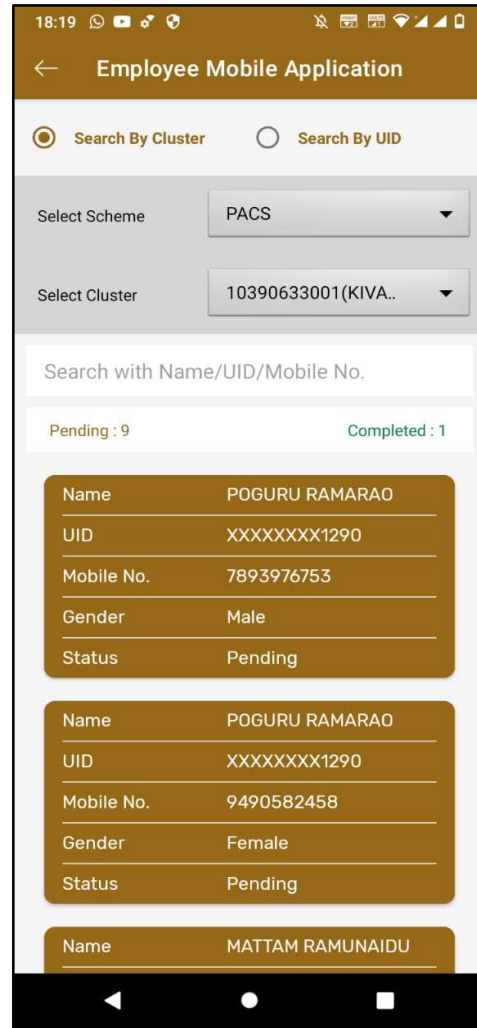 18:19
Employee Mobile Application
Search By Cluster Search By UID
Select Scheme PACS
Select Cluster 10390633001(KIVA..
Search with Name/UID/Mobile No.
Pending : 9 Completed : 1
Name POGURU RAMARAO
UID XXXXXXXX1290
Mobile No. 7893976753
Gender Male
Status Pending
Name POGURU RAMARAO
UID XXXXXXXX1290
Mobile No. 9490582458
Gender Female
Status Pending
Name MATTAM RAMUNAIDU